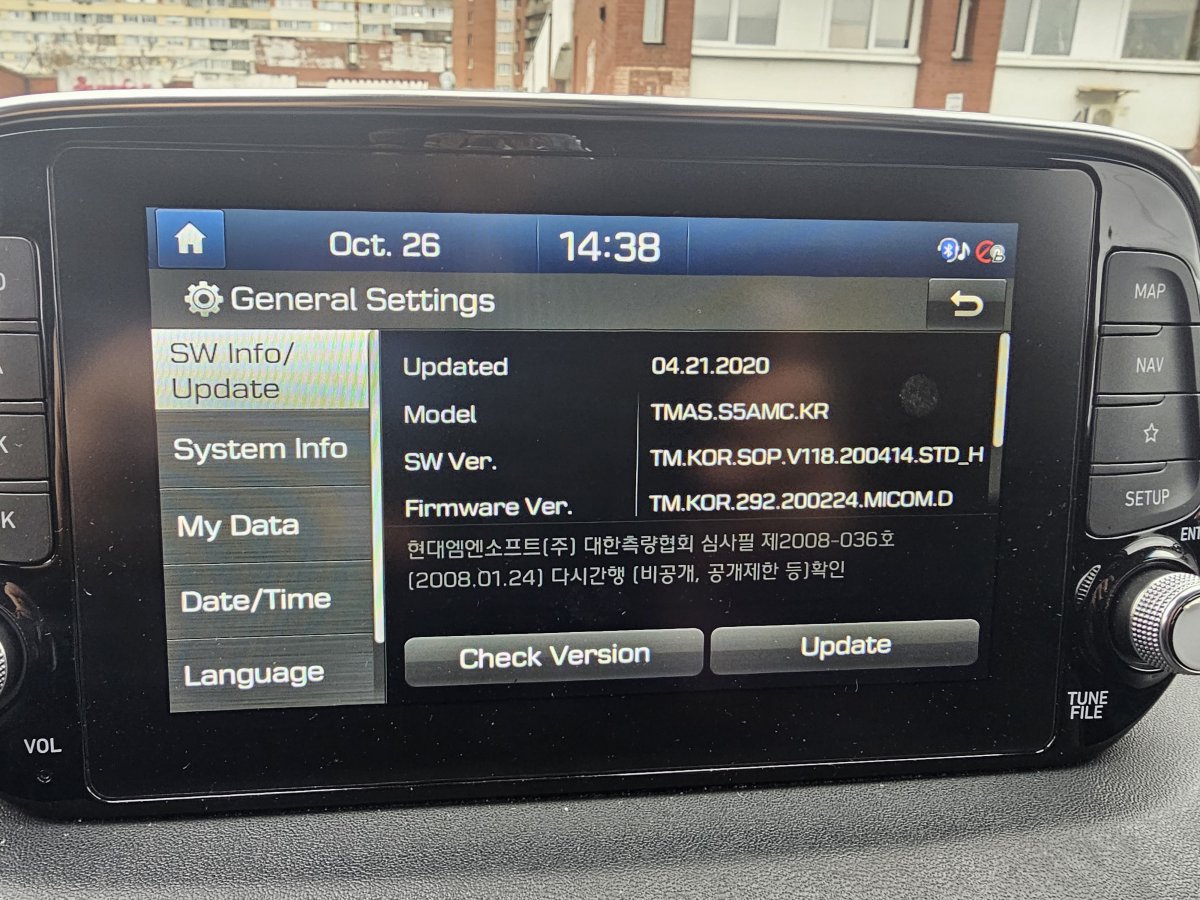 Oct. 26
14:38
General Settings
SW Info/
Update
System Info
My Data
Date/Time
Language
Updated 04.21.2020
Model TMAS.S5AMC.KR
SW Ver. TM.KOR.SOP.V118.200414.STD_H
Firmware Ver. TM.KOR.292.200224.MICOM.D
현대엠엔소프트(주) 대한측량협회 심사필 제2008-036호
(2008.01.24) 다시간행 (비공개, 공개제한 등)확인
Check Version
Update
MAP
NAV
SETUP
VOL
TUNE
FILE